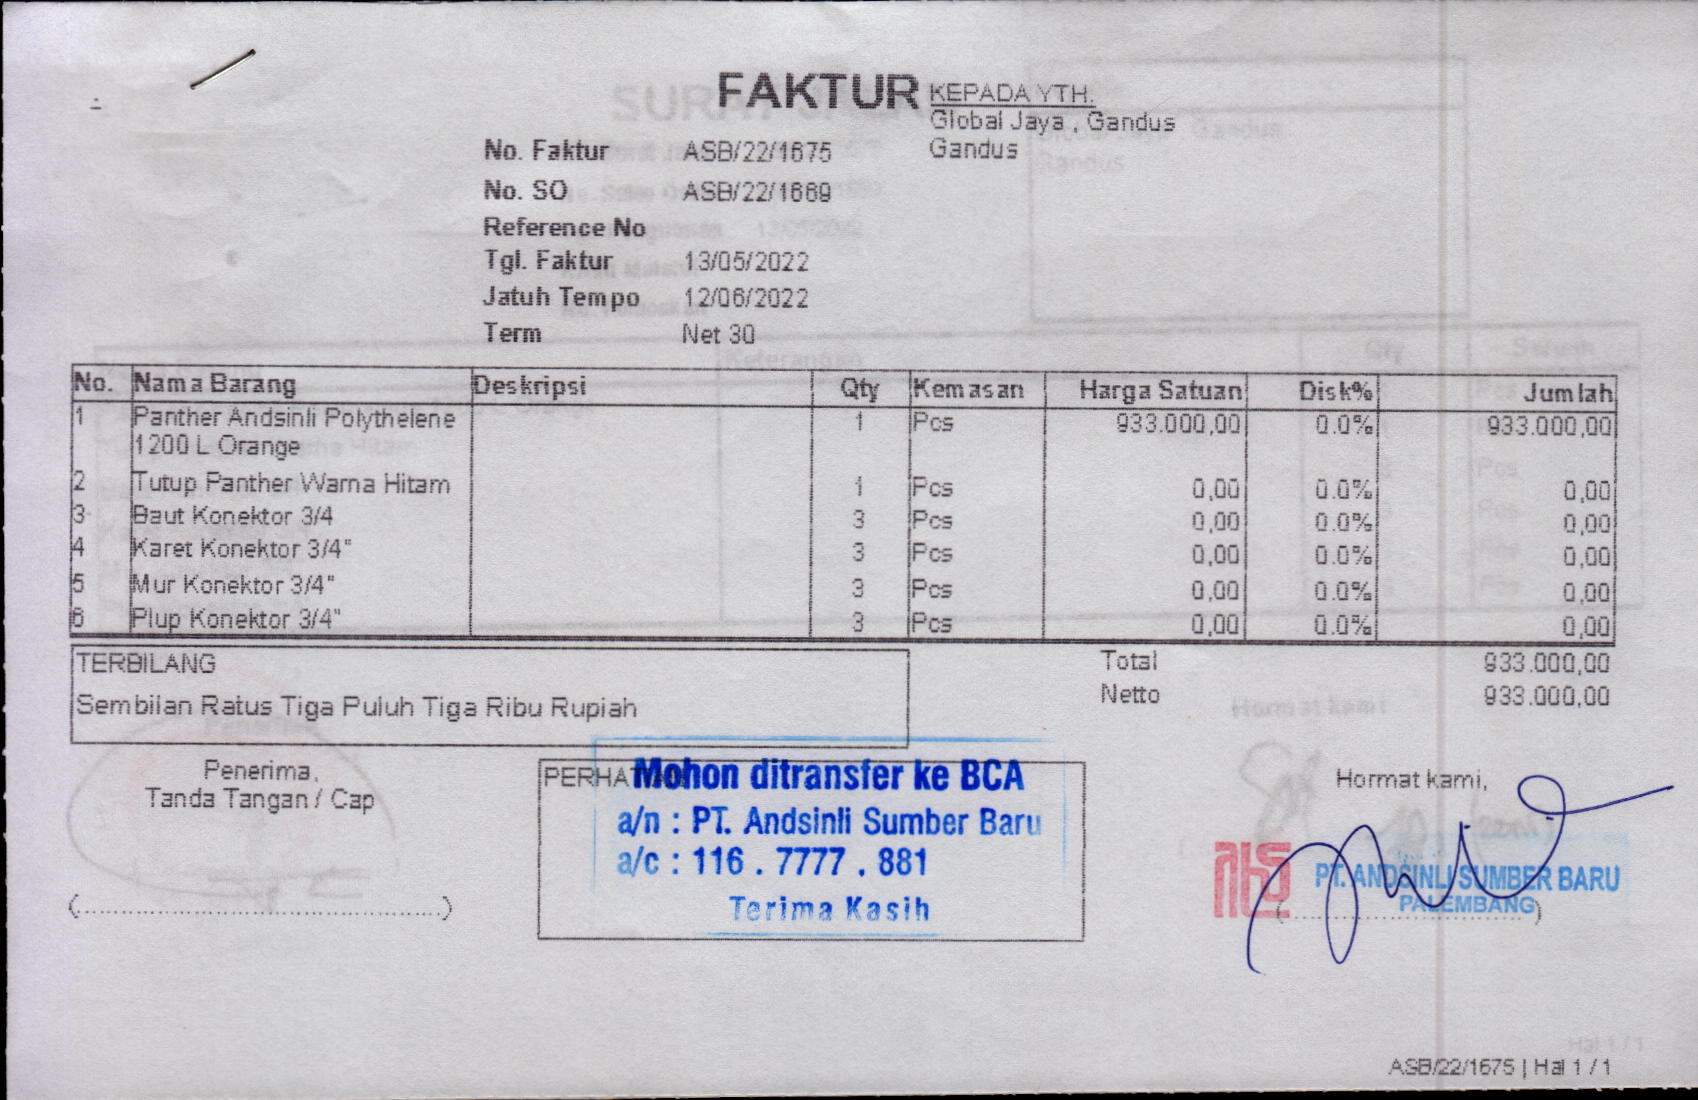 FAKTUR
KEPADA YTH.
Global Jaya , Gandus
Gandus
No. Faktur ASB/22/1675
No. SO ASB/22/1669
Reference No
Tgl. Faktur 13/05/2022
Jatuh Tempo 12/06/2022
Term Net 30
No. Nama Barang Deskripsi Qty Kemasan Harga Satuan Disk% Jumlah
1 Panther Andsinli Polythelene 1 Pcs 933.000,00 0.0% 933.000,00
1200 L Orange
2 Tutup Panther Warna Hitam 1 Pcs 0,00 0.0% 0,00
3 Baut Konektor 3/4 3 Pcs 0,00 0.0% 0,00
4 Karet Konektor 3/4" 3 Pcs 0,00 0.0% 0,00
5 Mur Konektor 3/4" 3 Pcs 0,00 0.0% 0,00
6 Plup Konektor 3/4" 3 Pcs 0,00 0.0% 0,00
TERBILANG
Sembilan Ratus Tiga Puluh Tiga Ribu Rupiah
Total 933.000,00
Netto 933.000,00
Penerima,
Tanda Tangan / Cap
(................................................)
Mohon ditransfer ke BCA
a/n : PT. Andsinli Sumber Baru
a/c : 116 . 7777 . 881
Terima Kasih
Hormat kami,
PT. ANDSINLI SUMBER BARU
PALEMBANG
ASB/22/1675 | Hal 1 / 1